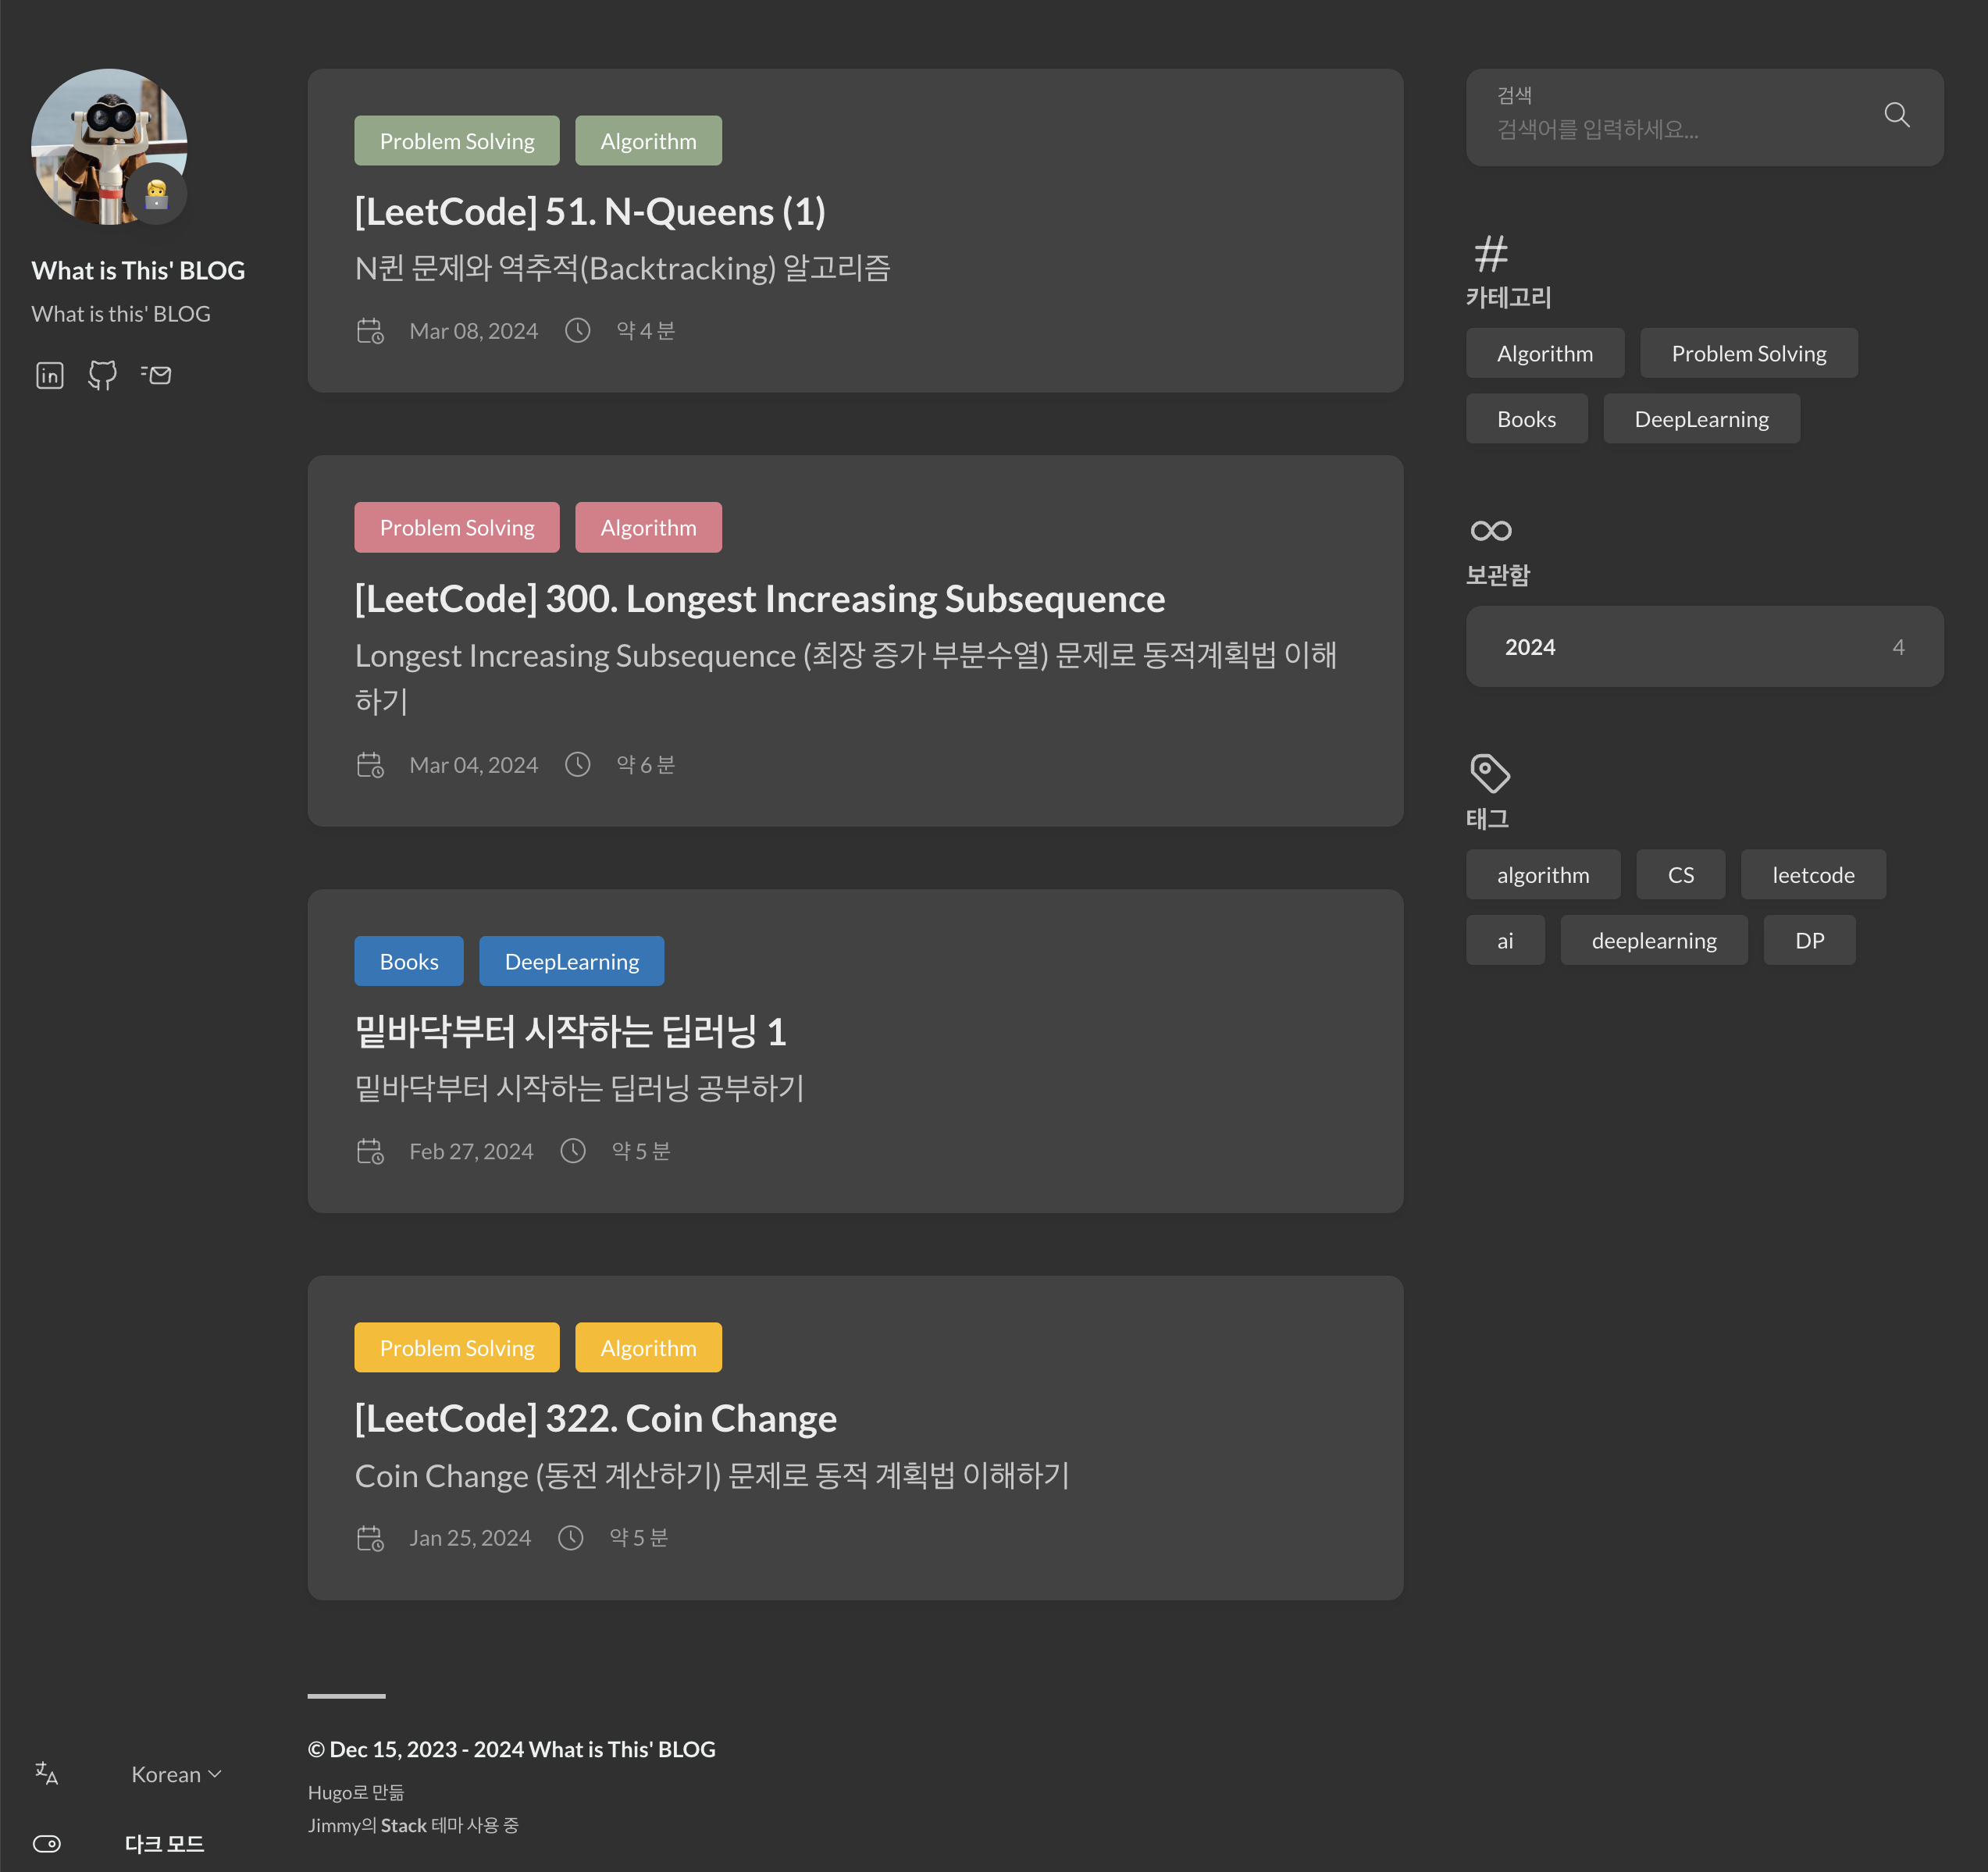 What is This' BLOG
What is this' BLOG
Korean
다크 모드
Problem Solving
Algorithm
[LeetCode] 51. N-Queens (1)
N퀸 문제와 역추적(Backtracking) 알고리즘
Mar 08, 2024
약 4 분
Problem Solving
Algorithm
[LeetCode] 300. Longest Increasing Subsequence
Longest Increasing Subsequence (최장 증가 부분수열) 문제로 동적계획법 이해
하기
Mar 04, 2024
약 6 분
Books
DeepLearning
밑바닥부터 시작하는 딥러닝 1
밑바닥부터 시작하는 딥러닝 공부하기
Feb 27, 2024
약 5 분
Problem Solving
Algorithm
[LeetCode] 322. Coin Change
Coin Change (동전 계산하기) 문제로 동적 계획법 이해하기
Jan 25, 2024
약 5 분
© Dec 15, 2023 - 2024 What is This' BLOG
Hugo로 만듦
Jimmy의 Stack 테마 사용 중
검색
검색어를 입력하세요...
카테고리
Algorithm
Problem Solving
Books
DeepLearning
보관함
2024
4
태그
algorithm
CS
leetcode
ai
deeplearning
DP